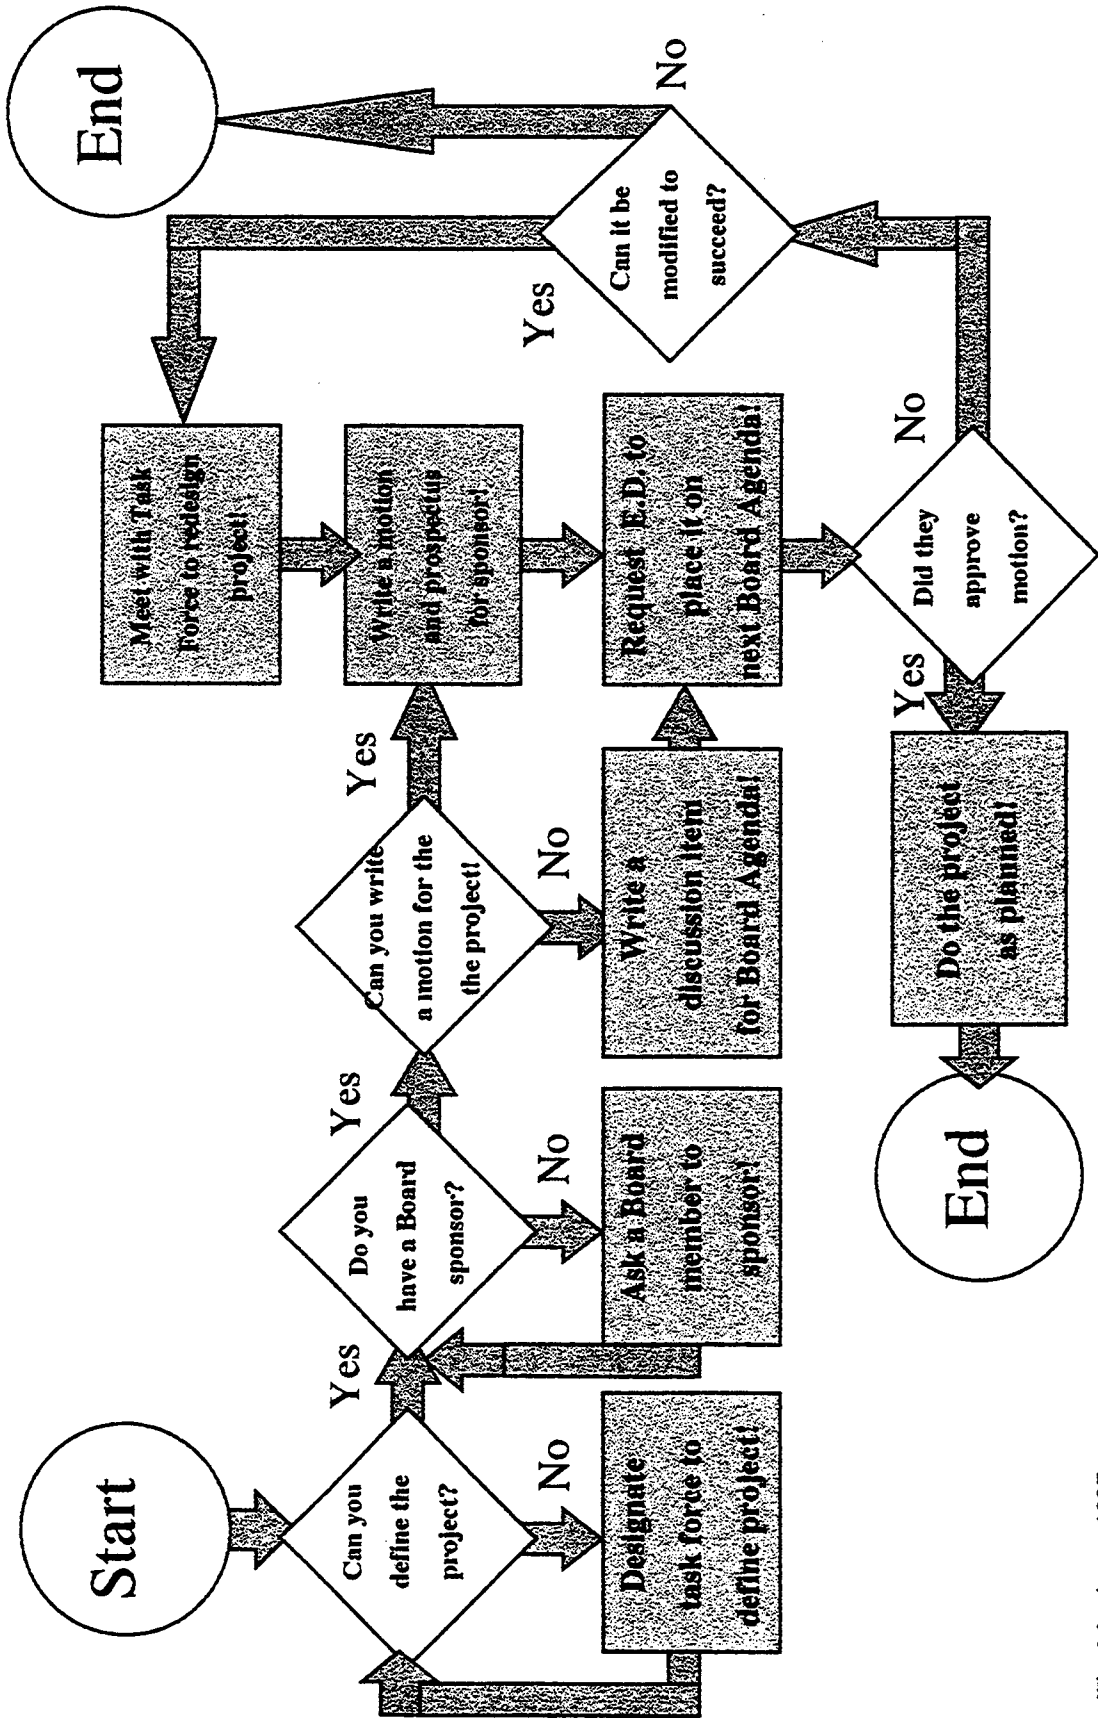 Start
Can you
define the
project?
Yes
No
Designate
task force to
define project!
Do you
have a Board
sponsor?
Yes
No
Ask a Board
member to
sponsor!
Can you write
a motion for the
the project!
Yes
No
Write a
discussion item
for Board Agenda!
Meet with Task
Force to redesign
project!
Write a motion
and prospectus
for sponsor!
Request E.D. to
place it on
next Board Agenda!
Did they
approve
motion?
Yes
No
Do the project
as planned!
End
Can it be
modified to
succeed?
Yes
No
End